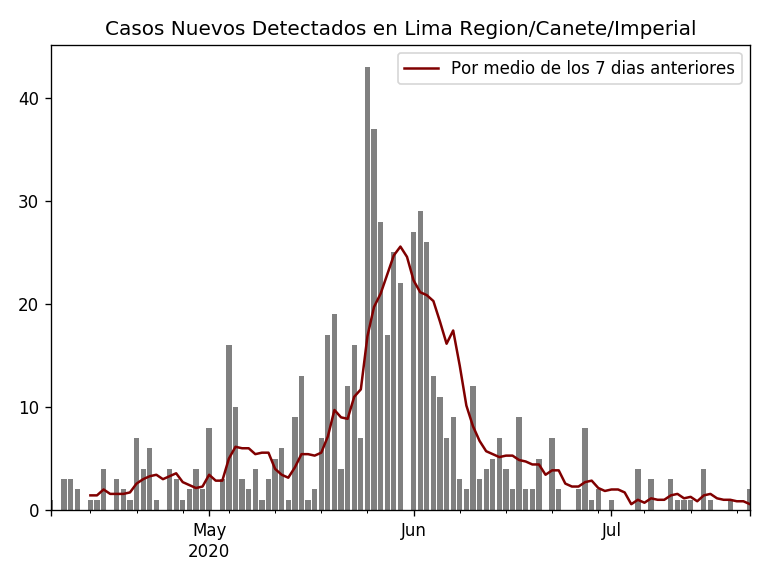 Casos Nuevos Detectados en Lima Region/Canete/Imperial
Por medio de los 7 dias anteriores
40
30
20
10
0
May
2020
Jun
Jul